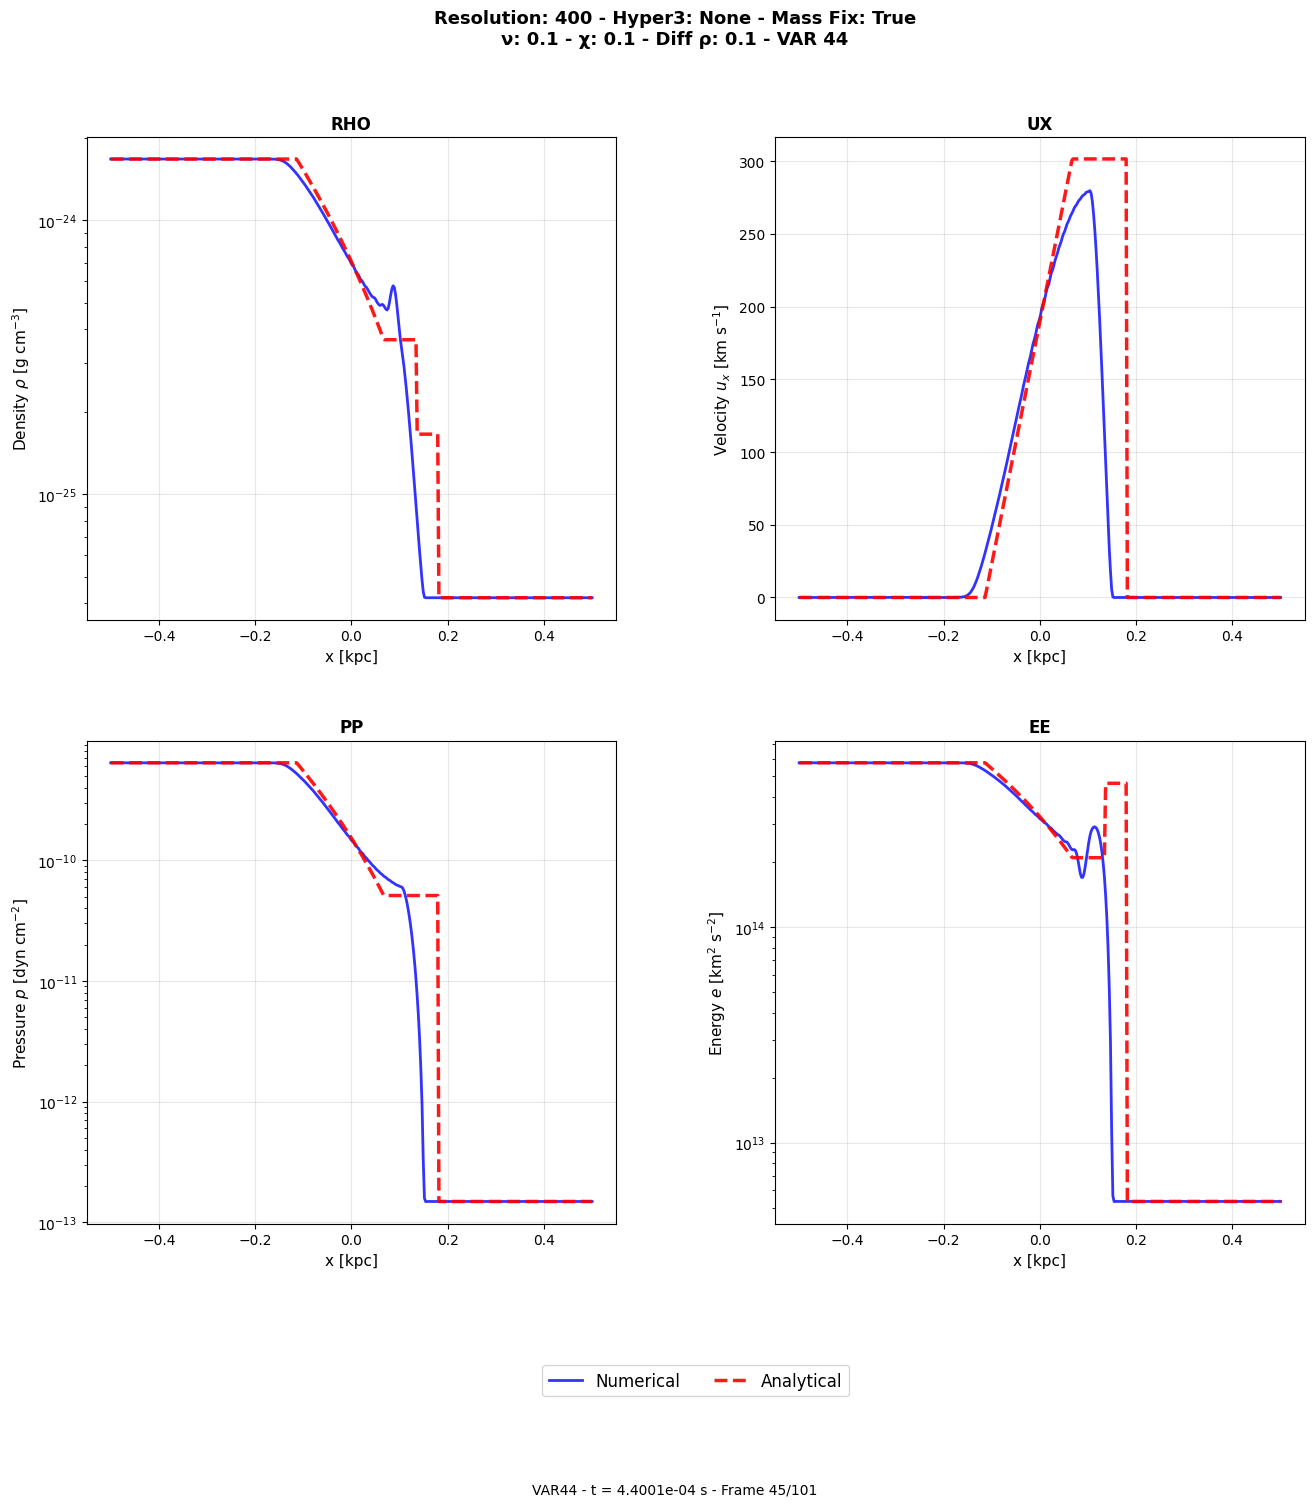 Resolution: 400 - Hyper3: None - Mass Fix: True
ν: 0.1 - χ: 0.1 - Diff ρ: 0.1 - VAR 44
RHO
Density ρ [g cm⁻³]
10⁻²⁴
10⁻²⁵
−0.4 −0.2 0.0 0.2 0.4
x [kpc]
UX
Velocity uₓ [km s⁻¹]
300
250
200
150
100
50
0
−0.4 −0.2 0.0 0.2 0.4
x [kpc]
PP
Pressure p [dyn cm⁻²]
10⁻¹⁰
10⁻¹¹
10⁻¹²
10⁻¹³
−0.4 −0.2 0.0 0.2 0.4
x [kpc]
EE
Energy e [km² s⁻²]
10¹⁴
10¹³
−0.4 −0.2 0.0 0.2 0.4
x [kpc]
Numerical Analytical
VAR44 - t = 4.4001e-04 s - Frame 45/101